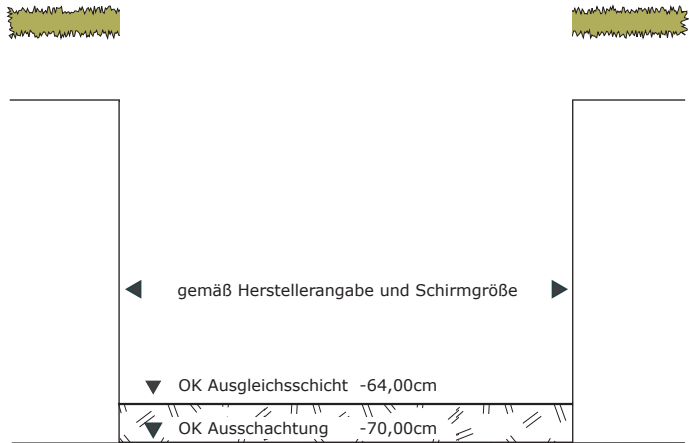 gemäß Herstellerangabe und Schirmgröße
OK Ausgleichsschicht -64,00cm
OK Ausschachtung -70,00cm